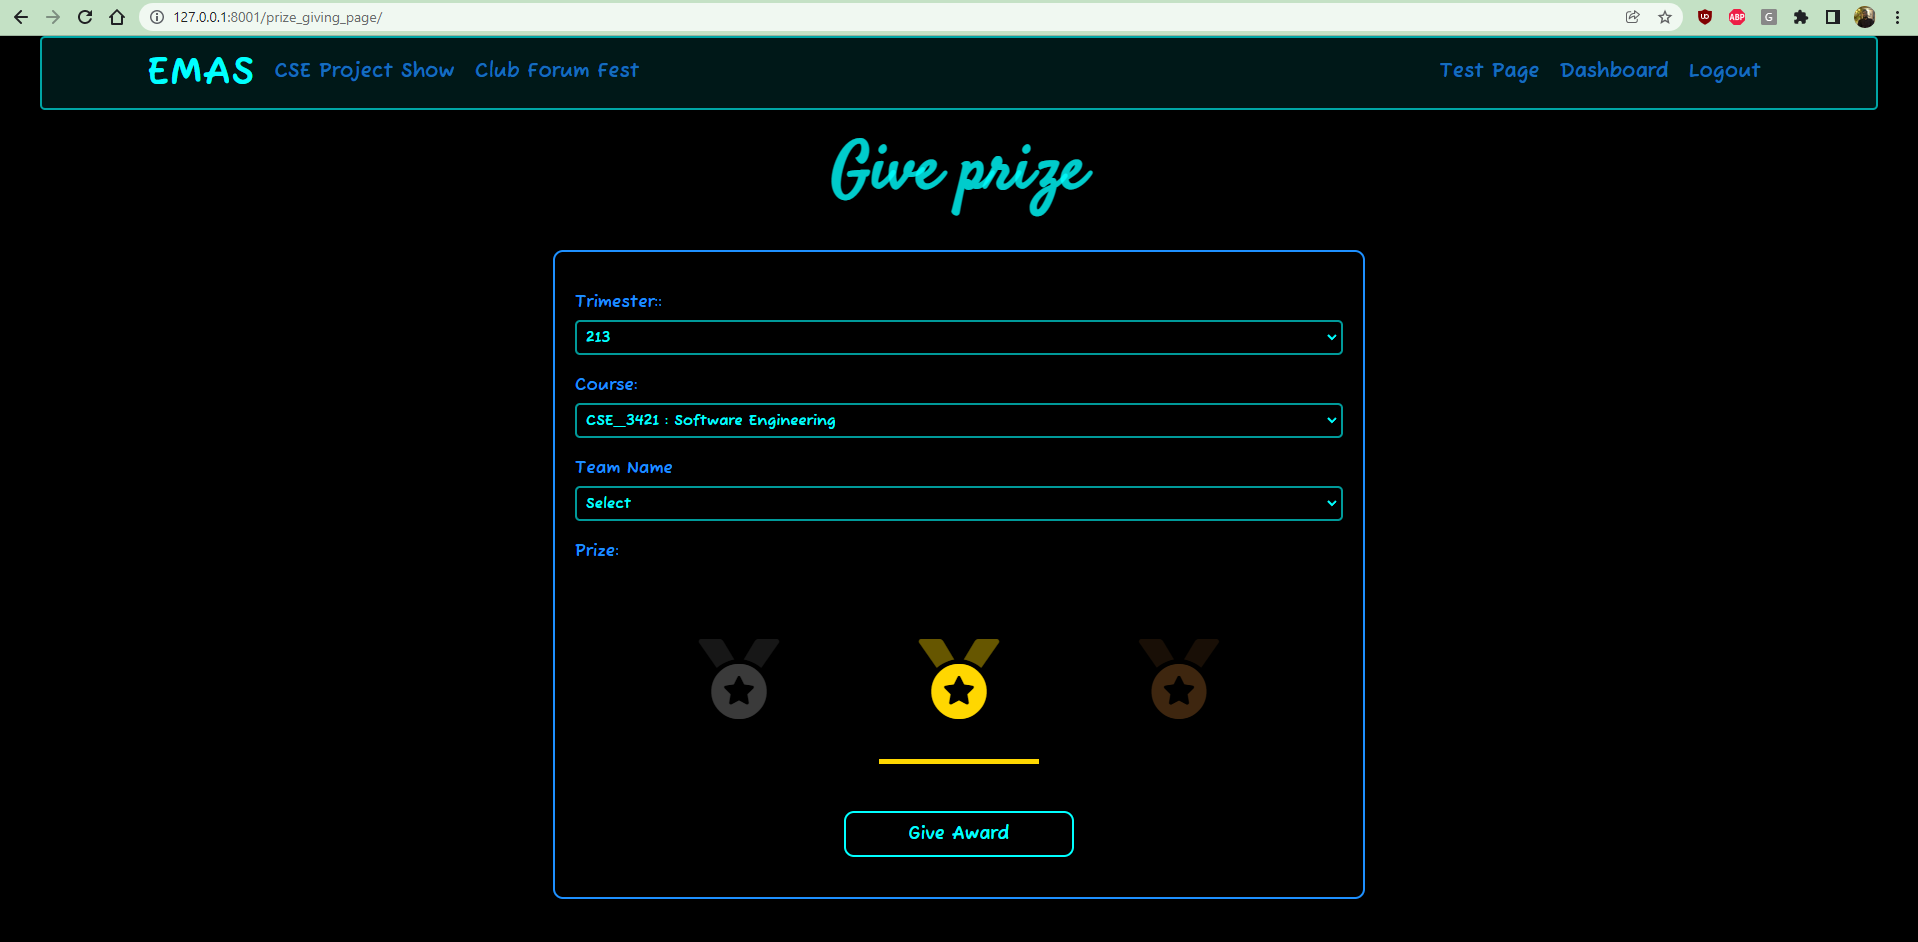 127.0.0.1:8001/prize_giving_page/
EMAS CSE Project Show Club Forum Fest Test Page Dashboard Logout
Give prize
Trimester::
213
Course:
CSE_3421 : Software Engineering
Team Name
Select
Prize:
Give Award